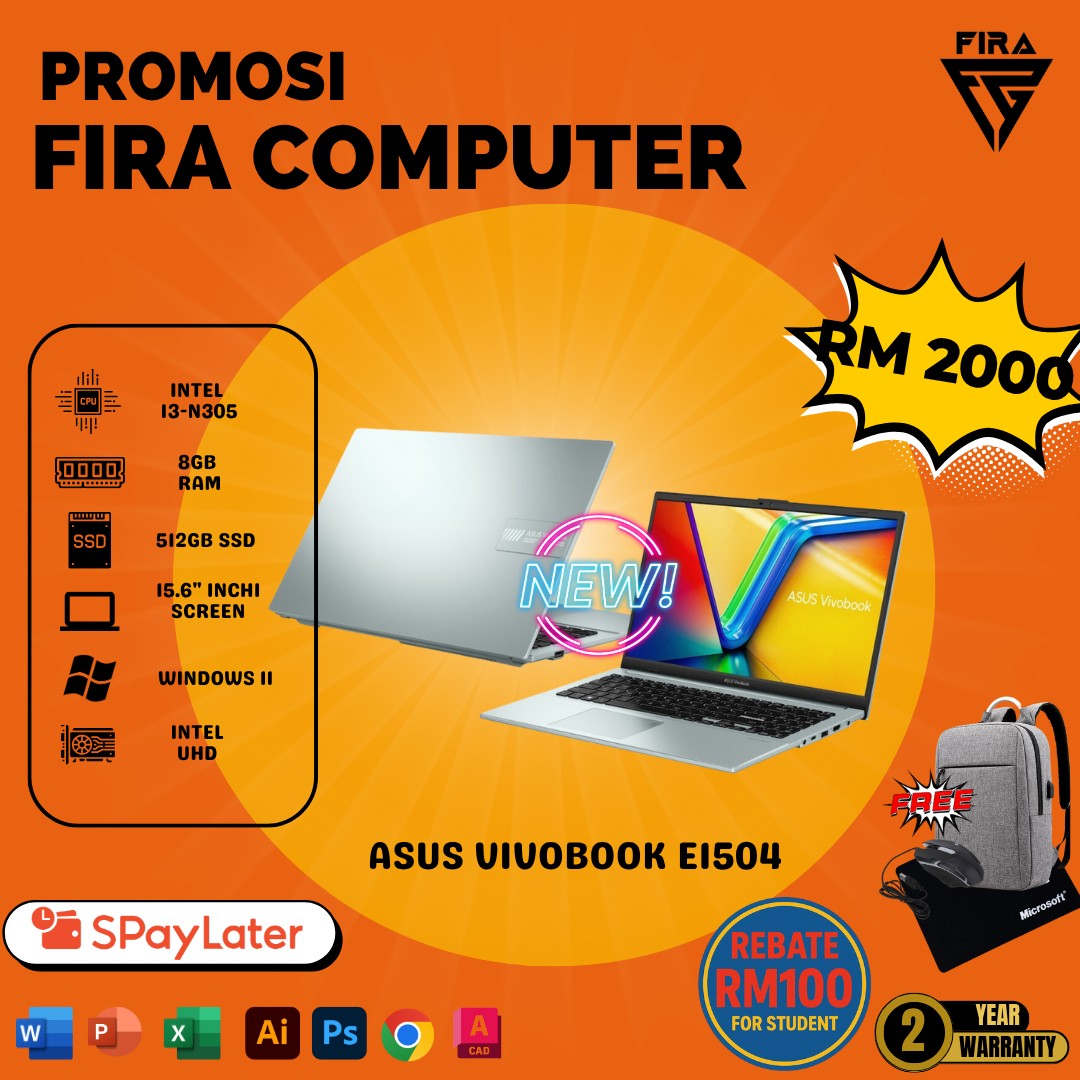 PROMOSI
FIRA COMPUTER
FIRA
RM 2000
CPU
INTEL
I3-N305
8GB
RAM
SSD
512GB SSD
15.6" INCHI
SCREEN
WINDOWS 11
INTEL
UHD
NEW!
ASUS Vivobook
ASUS VIVOBOOK E1504
FREE
Microsoft
SPayLater
REBATE
RM100
FOR STUDENT
2
YEAR
WARRANTY
W
P
X
Ai
Ps
A
CAD